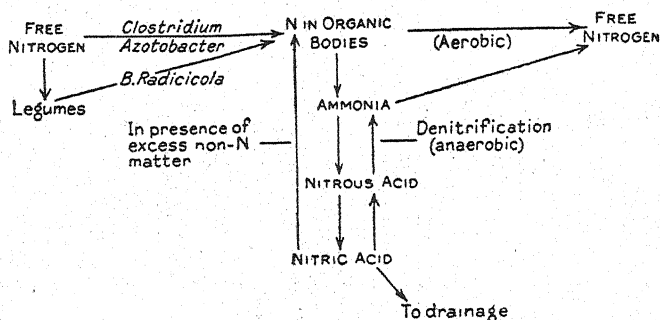 FREE NITROGEN
Clostridium
Azotobacter
B.Radicicola
Legumes
N IN ORGANIC BODIES
(Aerobic)
FREE NITROGEN
AMMONIA
In presence of excess non-N matter
Denitrification (anaerobic)
NITROUS ACID
NITRIC ACID
To drainage